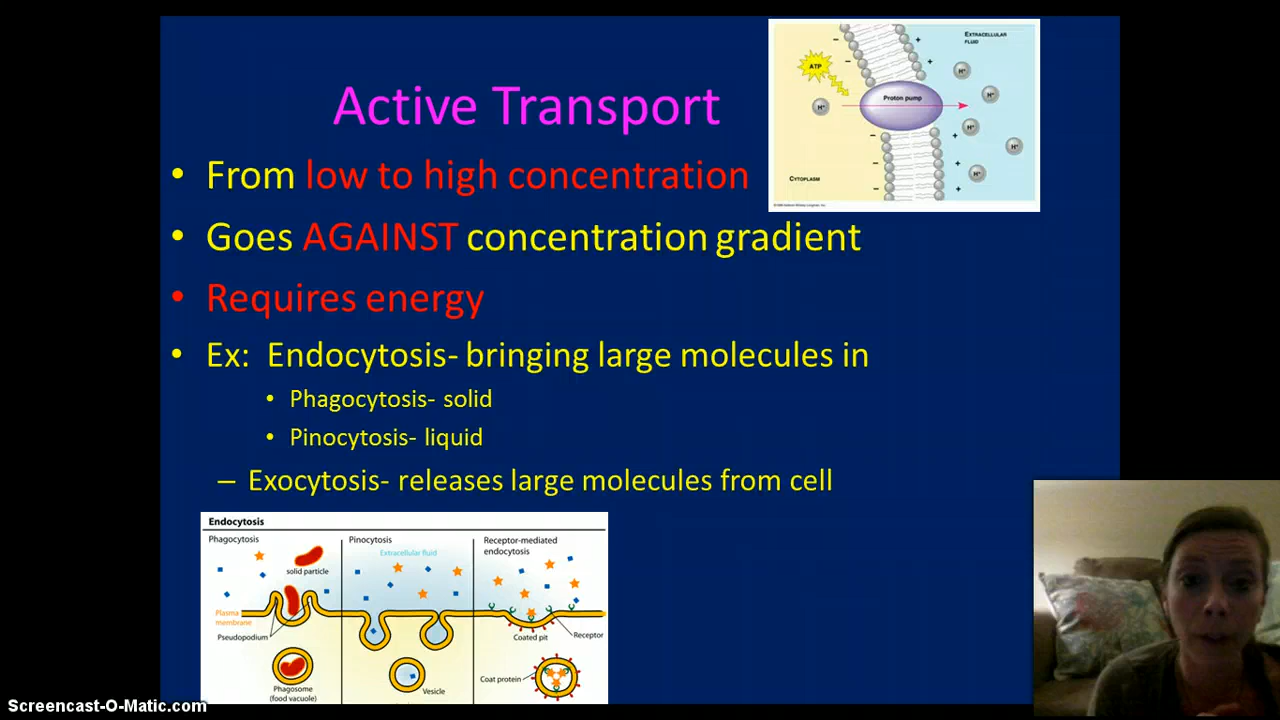 Active Transport
• From low to high concentration
• Goes AGAINST concentration gradient
• Requires energy
• Ex: Endocytosis- bringing large molecules in
• Phagocytosis- solid
• Pinocytosis- liquid
– Exocytosis- releases large molecules from cell
EXTRACELLULAR
FLUID
ATP
H+
Proton pump
H+
H+
H+
H+
H+
CYTOPLASM
Endocytosis
Phagocytosis
solid particle
Plasma
membrane
Pseudopodium
Phagosome
(food vacuole)
Pinocytosis
Extracellular fluid
Vesicle
Receptor-mediated
endocytosis
Coated pit
Receptor
Coat protein
Screencast-O-Matic.com